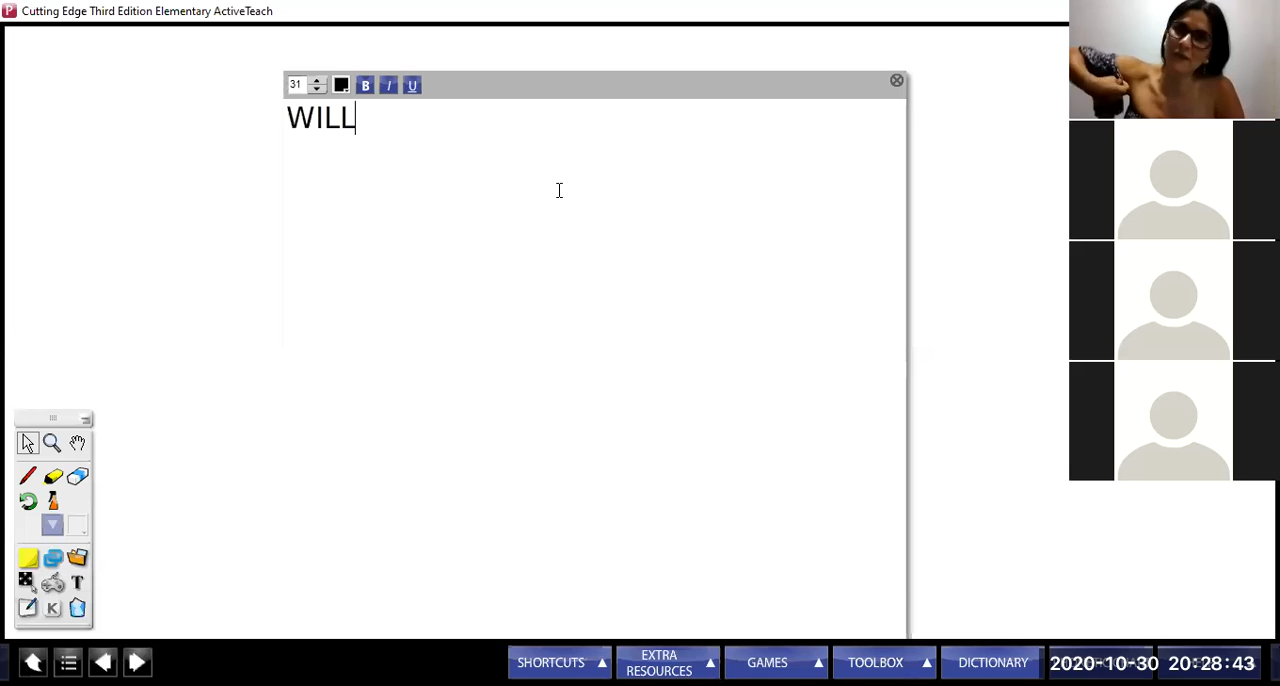 Cutting Edge Third Edition Elementary ActiveTeach
31 B I U
WILL
T
K
SHORTCUTS
EXTRA
RESOURCES
GAMES
TOOLBOX
DICTIONARY
2020-10-30 20:28:43